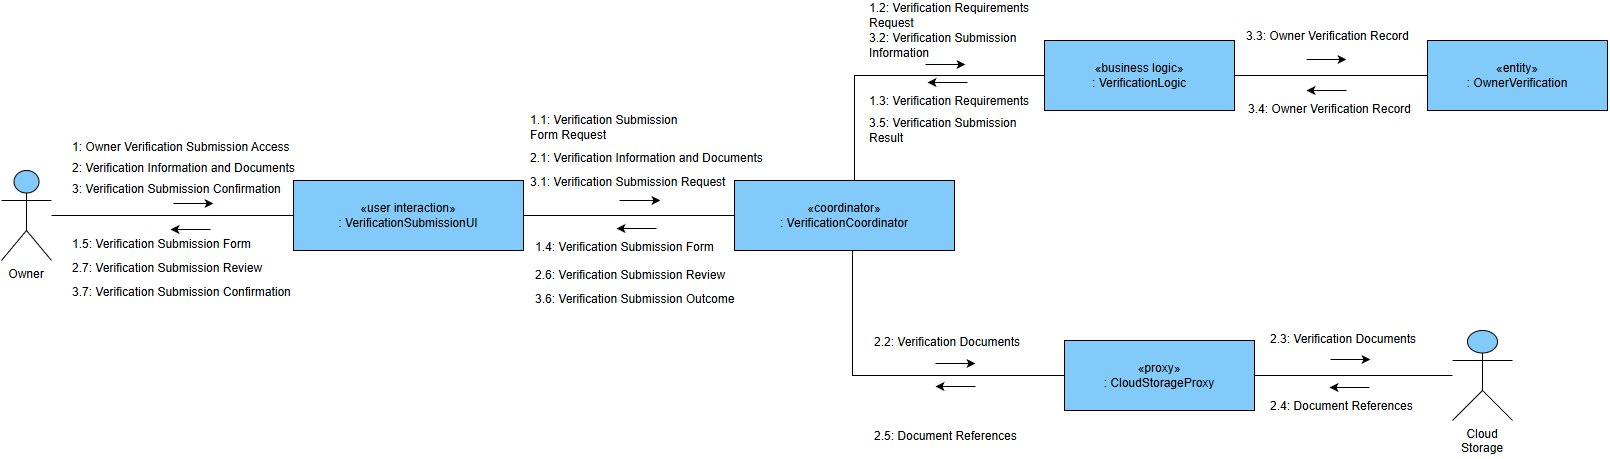 1.2: Verification Requirements
Request
3.2: Verification Submission
Information
3.3: Owner Verification Record
«business logic»
: VerificationLogic
«entity»
: OwnerVerification
1.3: Verification Requirements
3.5: Verification Submission
Result
3.4: Owner Verification Record
1.1: Verification Submission
Form Request
2.1: Verification Information and Documents
3.1: Verification Submission Request
1: Owner Verification Submission Access
2: Verification Information and Documents
3: Verification Submission Confirmation
«user interaction»
: VerificationSubmissionUI
«coordinator»
: VerificationCoordinator
1.5: Verification Submission Form
2.7: Verification Submission Review
3.7: Verification Submission Confirmation
Owner
1.4: Verification Submission Form
2.6: Verification Submission Review
3.6: Verification Submission Outcome
2.2: Verification Documents
2.3: Verification Documents
«proxy»
: CloudStorageProxy
2.4: Document References
2.5: Document References
Cloud
Storage